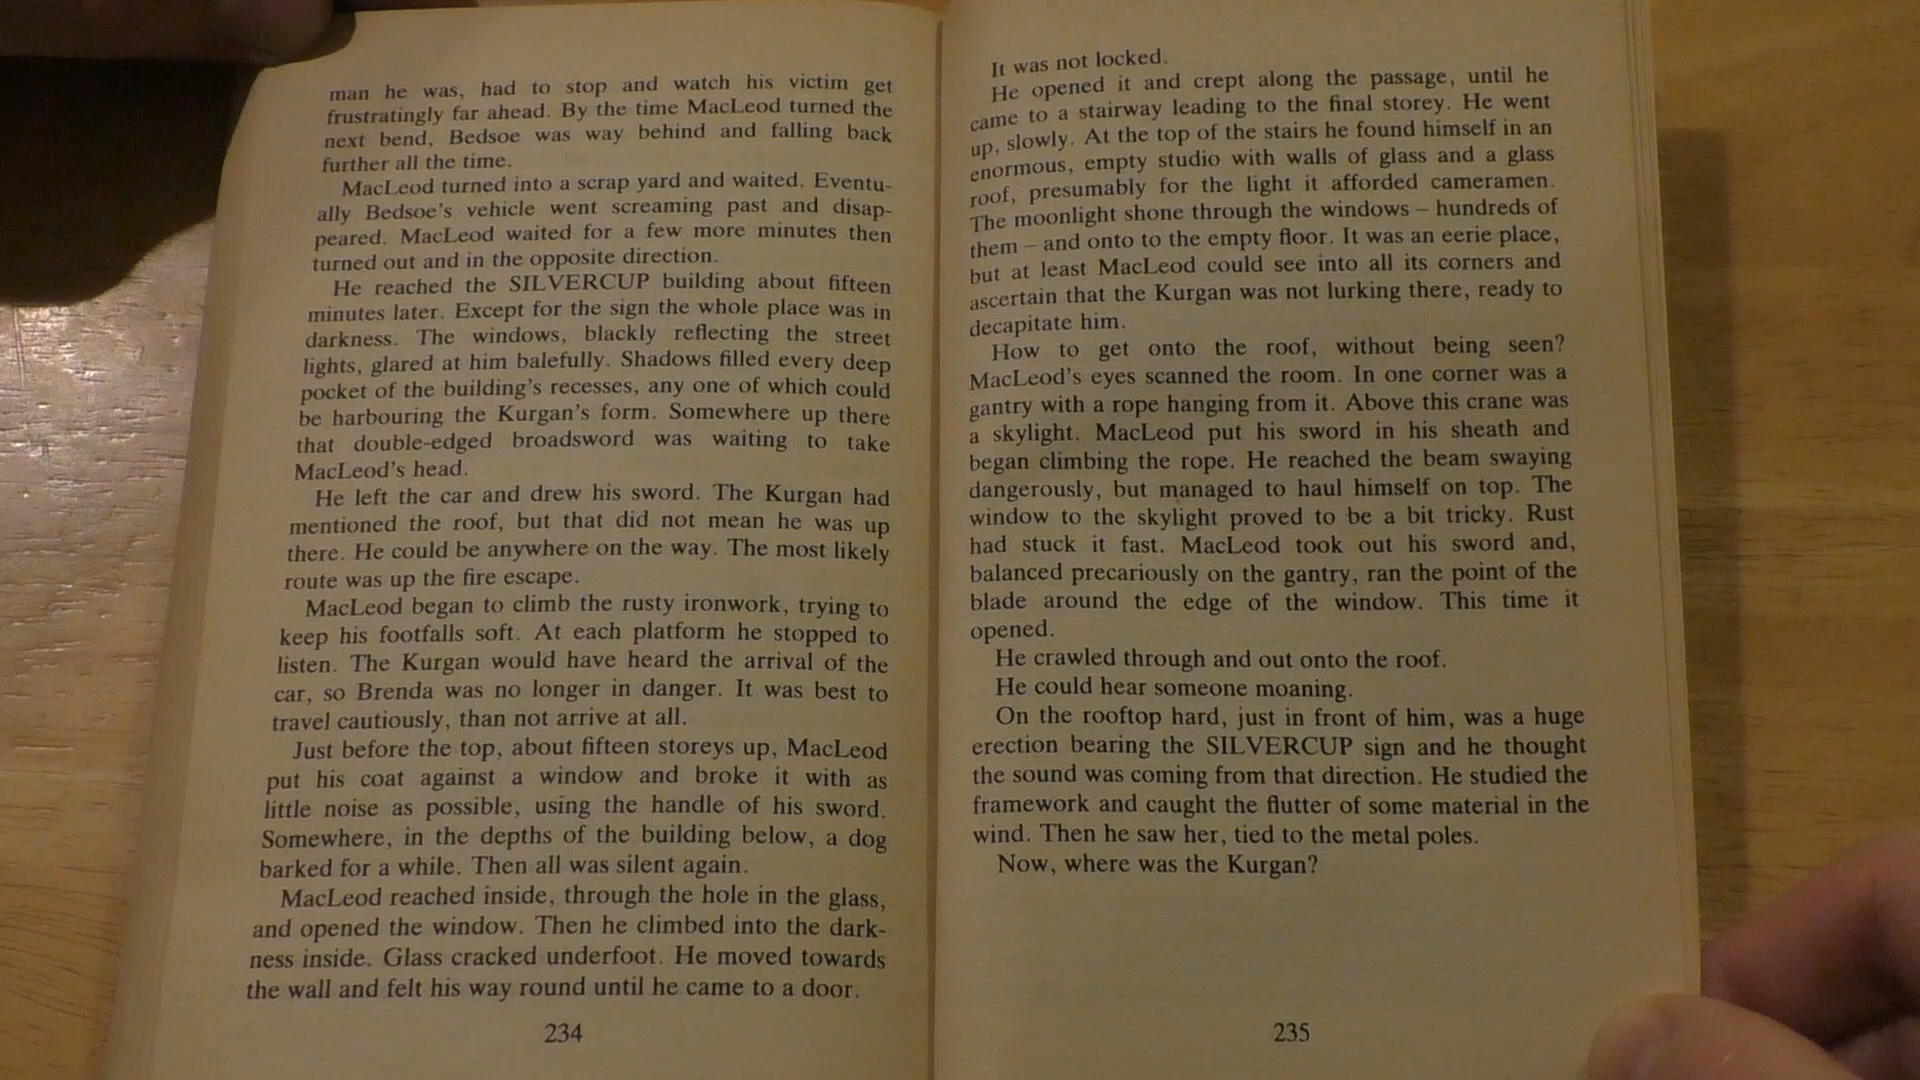 man he was, had to stop and watch his victim get
frustratingly far ahead. By the time MacLeod turned the
next bend, Bedsoe was way behind and falling back
further all the time.
MacLeod turned into a scrap yard and waited. Eventu-
ally Bedsoe's vehicle went screaming past and disap-
peared. MacLeod waited for a few more minutes then
turned out and in the opposite direction.
He reached the SILVERCUP building about fifteen
minutes later. Except for the sign the whole place was in
darkness. The windows, blackly reflecting the street
lights, glared at him balefully. Shadows filled every deep
pocket of the building's recesses, any one of which could
be harbouring the Kurgan's form. Somewhere up there
that double-edged broadsword was waiting to take
MacLeod's head.
He left the car and drew his sword. The Kurgan had
mentioned the roof, but that did not mean he was up
there. He could be anywhere on the way. The most likely
route was up the fire escape.
MacLeod began to climb the rusty ironwork, trying to
keep his footfalls soft. At each platform he stopped to
listen. The Kurgan would have heard the arrival of the
car, so Brenda was no longer in danger. It was best to
travel cautiously, than not arrive at all.
Just before the top, about fifteen storeys up, MacLeod
put his coat against a window and broke it with as
little noise as possible, using the handle of his sword.
Somewhere, in the depths of the building below, a dog
barked for a while. Then all was silent again.
MacLeod reached inside, through the hole in the glass,
and opened the window. Then he climbed into the dark-
ness inside. Glass cracked underfoot. He moved towards
the wall and felt his way round until he came to a door.
234
It was not locked.
He opened it and crept along the passage, until he
came to a stairway leading to the final storey. He went
up, slowly. At the top of the stairs he found himself in an
enormous, empty studio with walls of glass and a glass
roof, presumably for the light it afforded cameramen.
The moonlight shone through the windows – hundreds of
them – and onto to the empty floor. It was an eerie place,
but at least MacLeod could see into all its corners and
ascertain that the Kurgan was not lurking there, ready to
decapitate him.
How to get onto the roof, without being seen?
MacLeod's eyes scanned the room. In one corner was a
gantry with a rope hanging from it. Above this crane was
a skylight. MacLeod put his sword in his sheath and
began climbing the rope. He reached the beam swaying
dangerously, but managed to haul himself on top. The
window to the skylight proved to be a bit tricky. Rust
had stuck it fast. MacLeod took out his sword and,
balanced precariously on the gantry, ran the point of the
blade around the edge of the window. This time it
opened.
He crawled through and out onto the roof.
He could hear someone moaning.
On the rooftop hard, just in front of him, was a huge
erection bearing the SILVERCUP sign and he thought
the sound was coming from that direction. He studied the
framework and caught the flutter of some material in the
wind. Then he saw her, tied to the metal poles.
Now, where was the Kurgan?
235